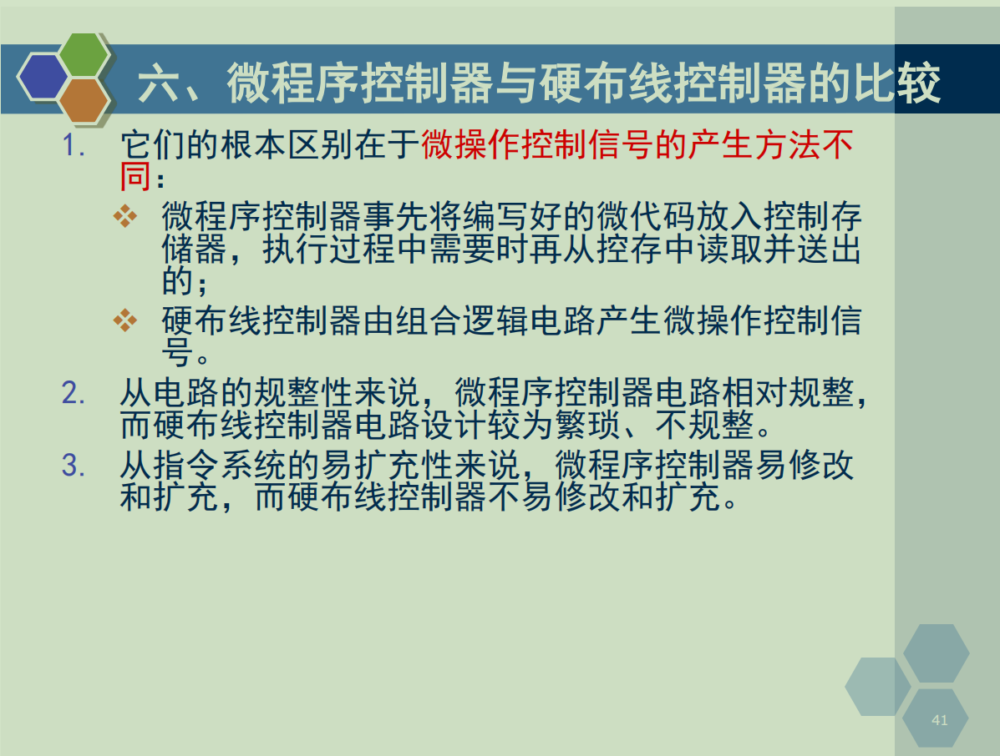 六、微程序控制器与硬布线控制器的比较
1. 它们的根本区别在于微操作控制信号的产生方法不
同：
❖ 微程序控制器事先将编写好的微代码放入控制存
储器，执行过程中需要时再从控存中读取并送出
的；
❖ 硬布线控制器由组合逻辑电路产生微操作控制信
号。
2. 从电路的规整性来说，微程序控制器电路相对规整，
而硬布线控制器电路设计较为繁琐、不规整。
3. 从指令系统的易扩充性来说，微程序控制器易修改
和扩充，而硬布线控制器不易修改和扩充。
41